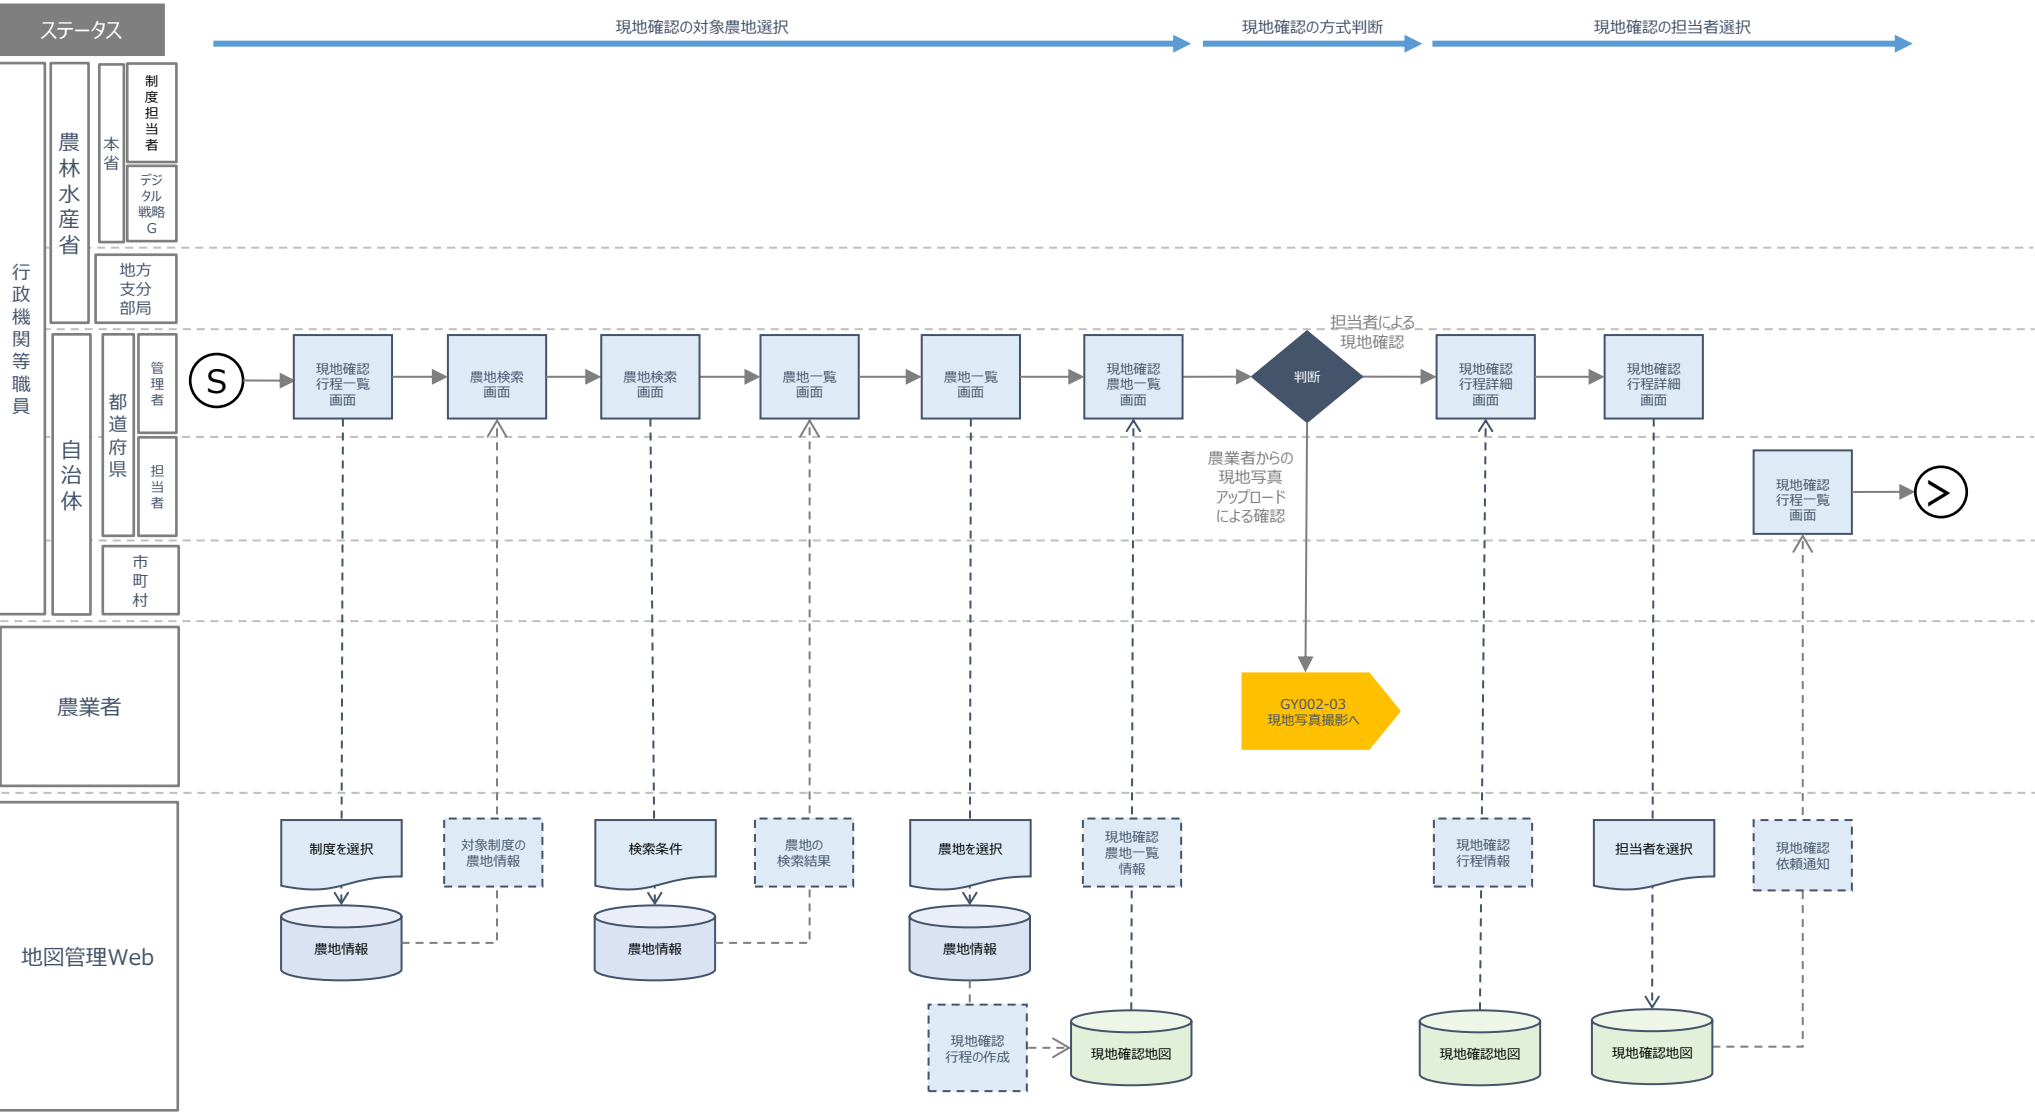 ステータス
現地確認の対象農地選択
現地確認の方式判断
現地確認の担当者選択
行政機関等職員
農林水産省
本省
制度担当者
デジ
タル
戦略
G
地方
支分
部局
自治体
都道府県
管理者
担当者
市町村
農業者
地図管理Web
S
現地確認
行程一覧
画面
農地検索
画面
農地検索
画面
農地一覧
画面
農地一覧
画面
現地確認
農地一覧
画面
判断
担当者による
現地確認
現地確認
行程詳細
画面
現地確認
行程詳細
画面
農業者からの
現地写真
アップロード
による確認
現地確認
行程一覧
画面
>
GY002-03
現地写真撮影へ
制度を選択
対象制度の
農地情報
検索条件
農地の
検索結果
農地を選択
現地確認
農地一覧
情報
現地確認
行程情報
担当者を選択
現地確認
依頼通知
農地情報
農地情報
農地情報
現地確認
行程の作成
現地確認地図
現地確認地図
現地確認地図